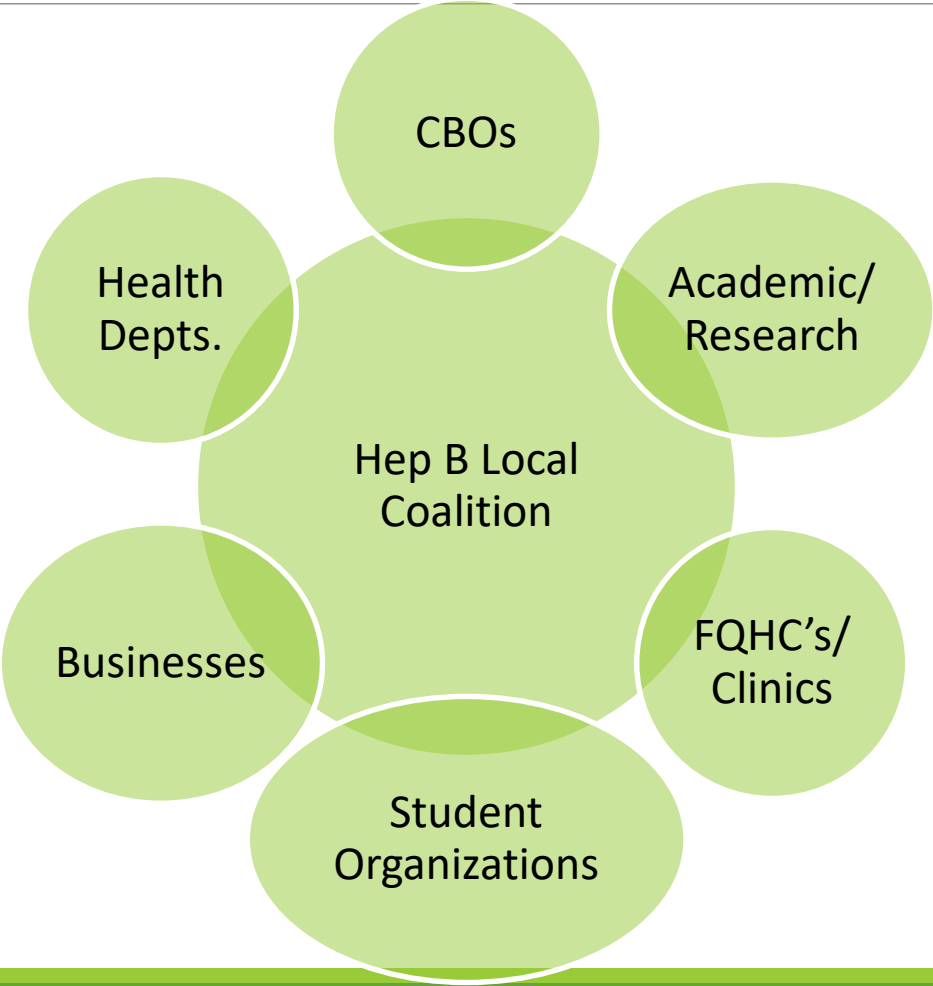 CBOs
Health
Depts.
Academic/
Research
Hep B Local
Coalition
Businesses
FQHC’s/
Clinics
Student
Organizations